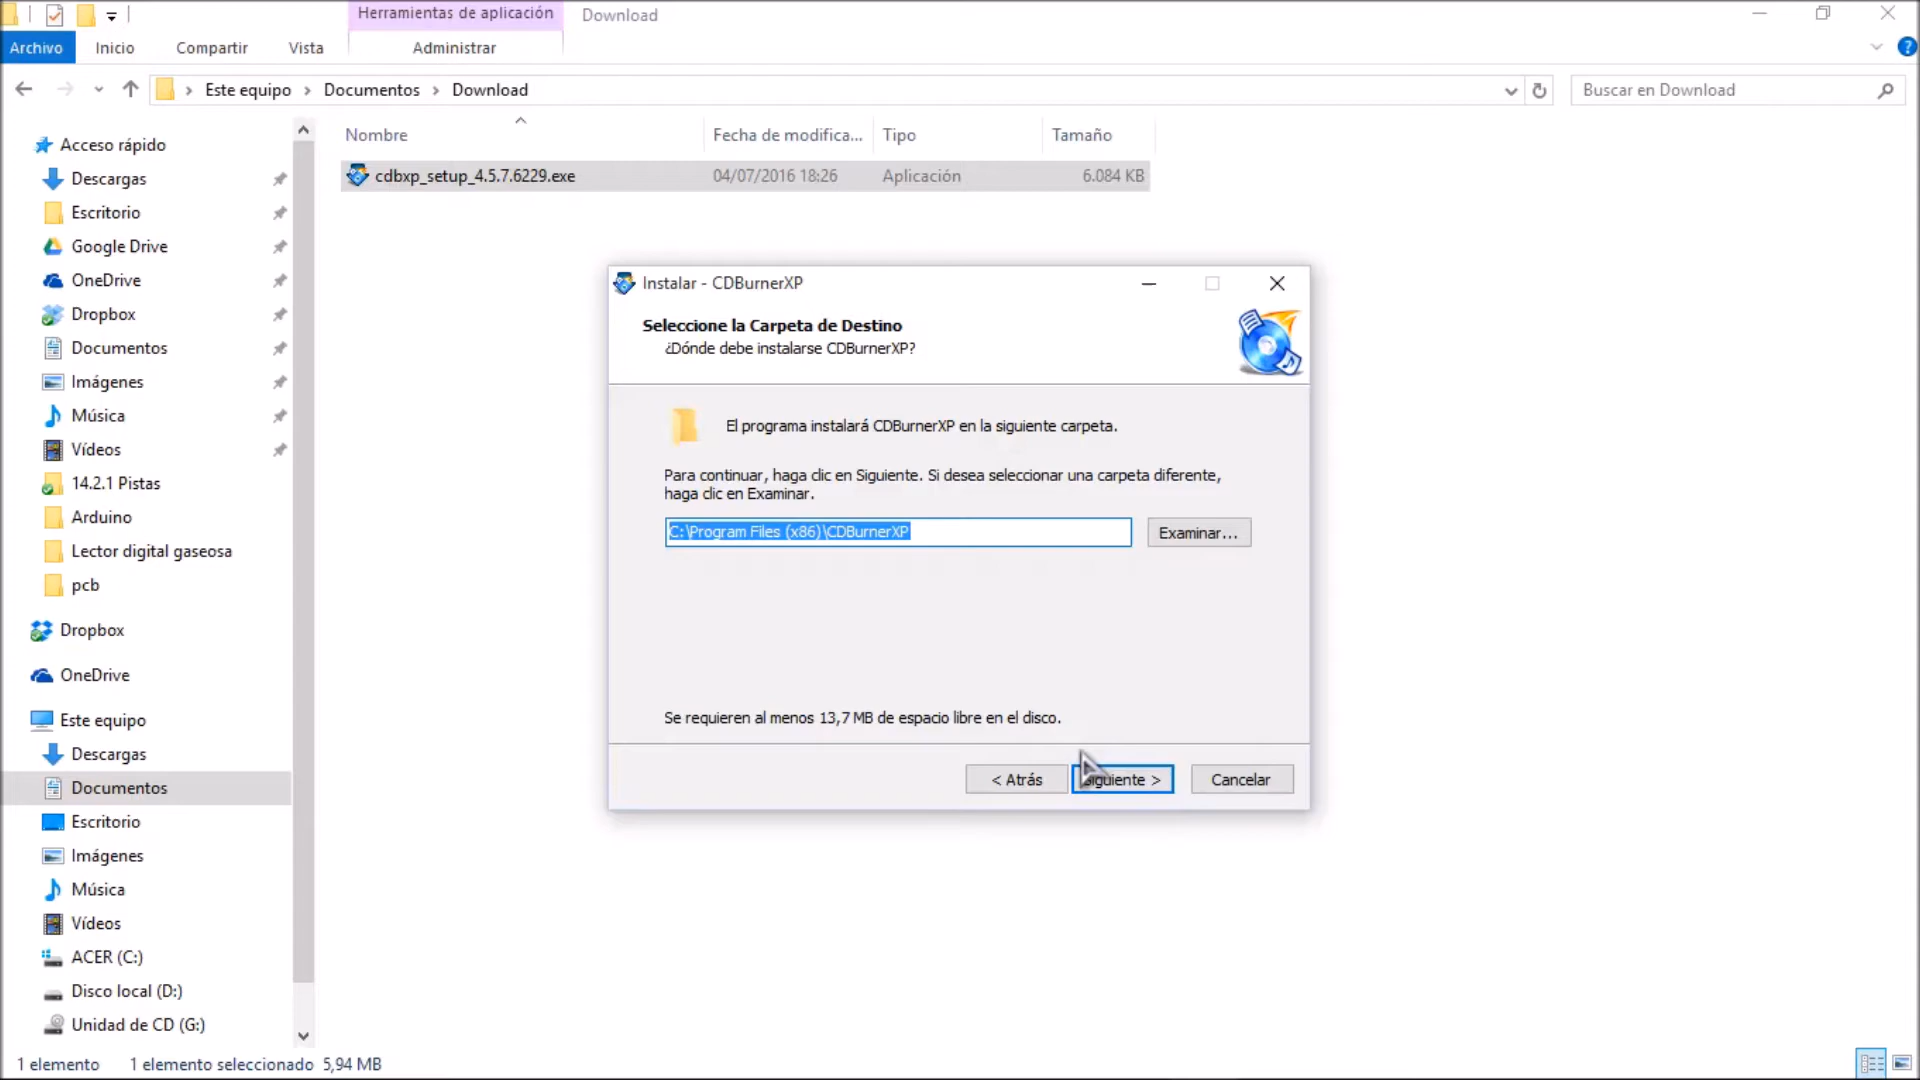 Herramientas de aplicación
Download
Archivo
Inicio
Compartir
Vista
Administrar
Este equipo
Documentos
Download
Buscar en Download
Nombre
Fecha de modifica...
Tipo
Tamaño
cdbxp_setup_4.5.7.6229.exe
04/07/2016 18:26
Aplicación
6.084 KB
Acceso rápido
Descargas
Escritorio
Google Drive
OneDrive
Dropbox
Documentos
Imágenes
Música
Vídeos
14.2.1 Pistas
Arduino
Lector digital gaseosa
pcb
Dropbox
OneDrive
Este equipo
Descargas
Documentos
Escritorio
Imágenes
Música
Vídeos
ACER (C:)
Disco local (D:)
Unidad de CD (G:)
Instalar - CDBurnerXP
Seleccione la Carpeta de Destino
¿Dónde debe instalarse CDBurnerXP?
El programa instalará CDBurnerXP en la siguiente carpeta.
Para continuar, haga clic en Siguiente. Si desea seleccionar una carpeta diferente,
haga clic en Examinar.
C:\Program Files (x86)\CDBurnerXP
Examinar...
Se requieren al menos 13,7 MB de espacio libre en el disco.
< Atrás
Siguiente >
Cancelar
1 elemento
1 elemento seleccionado 5,94 MB